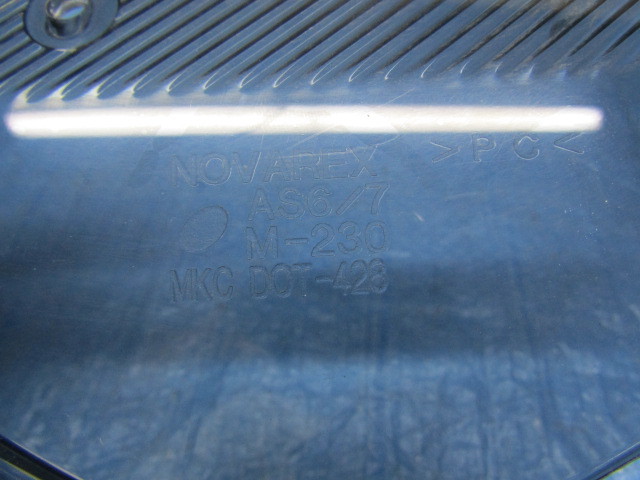 NOVAREX
>PC<
AS6/7
M-230
MKC DOT-423